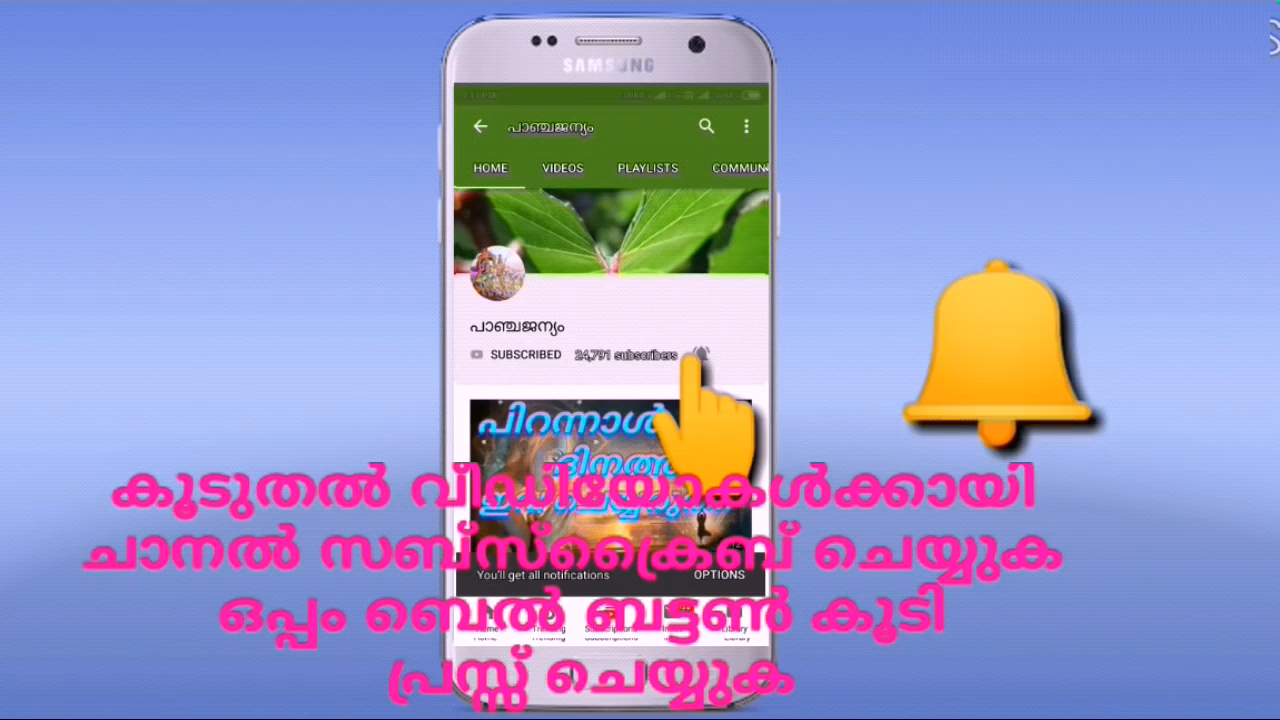 SAMSUNG
പാഞ്ചജന്യം
HOME VIDEOS PLAYLISTS COMMUN
പാഞ്ചജന്യം
SUBSCRIBED 24,791 subscribers
പിറന്നാൾ
കൂടുതൽ വീഡിയോകൾക്കായി
ചാനൽ സബ്സ്ക്രൈബ് ചെയ്യുക
You'll get all notifications OPTIONS
ഒപ്പം ബെൽ ബട്ടൺ കൂടി
പ്രസ്സ് ചെയ്യുക